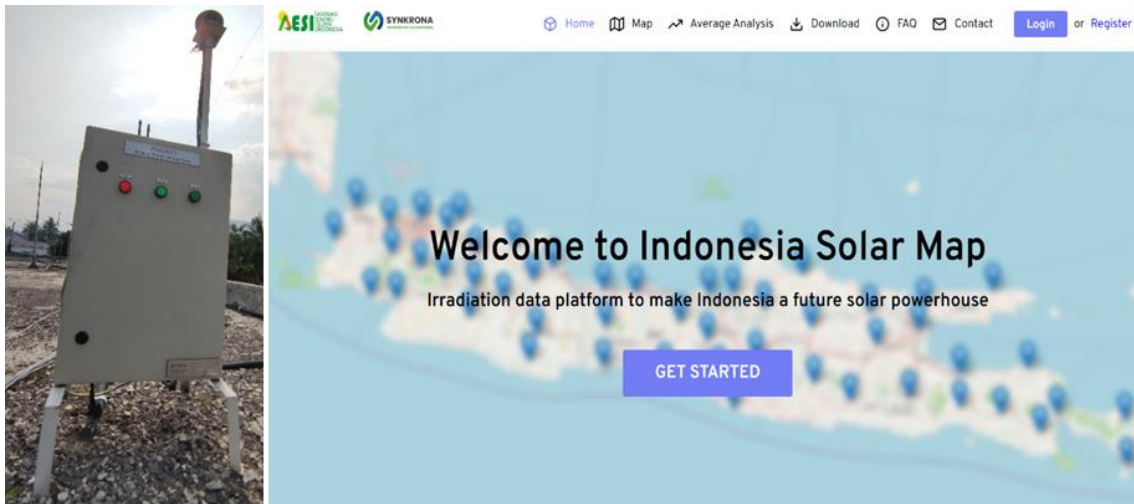 AESI
SYNKRONA
Home
Map
Average Analysis
Download
FAQ
Contact
Login
or Register
Welcome to Indonesia Solar Map
Irradiation data platform to make Indonesia a future solar powerhouse
GET STARTED